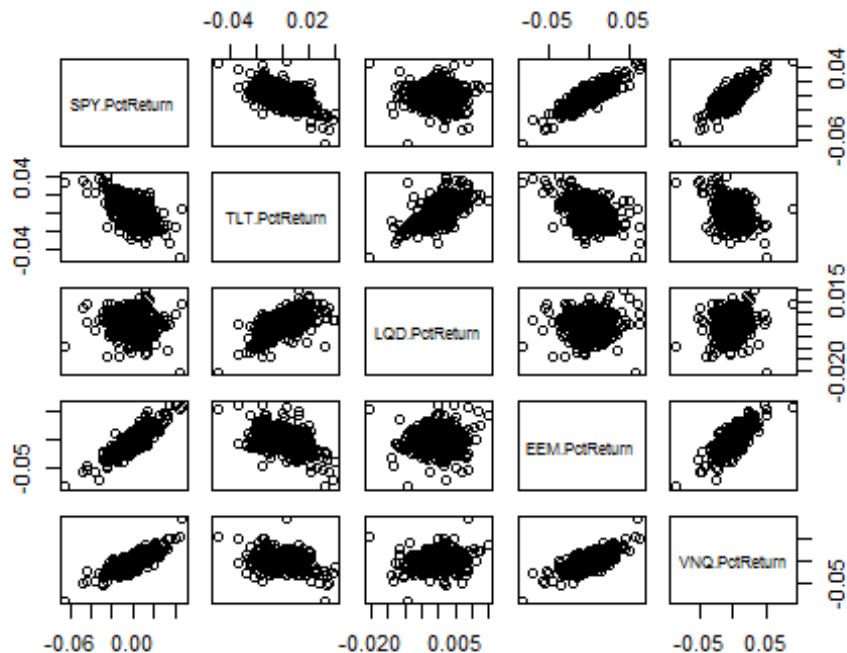 -0.04 0.02 -0.05 0.05
SPY.PctReturn -0.06 0.04
-0.04 0.04 TLT.PctReturn
LQD.PctReturn -0.020 0.015
-0.05 EEM.PctReturn
VNQ.PctReturn -0.05
-0.06 0.00 -0.020 0.005 -0.05 0.05